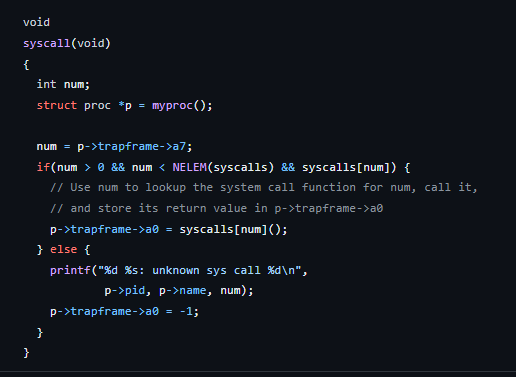 void
syscall(void)
{
  int num;
  struct proc *p = myproc();

  num = p->trapframe->a7;
  if(num > 0 && num < NELEM(syscalls) && syscalls[num]) {
    // Use num to lookup the system call function for num, call it,
    // and store its return value in p->trapframe->a0
    p->trapframe->a0 = syscalls[num]();
  } else {
    printf("%d %s: unknown sys call %d\n",
            p->pid, p->name, num);
    p->trapframe->a0 = -1;
  }
}